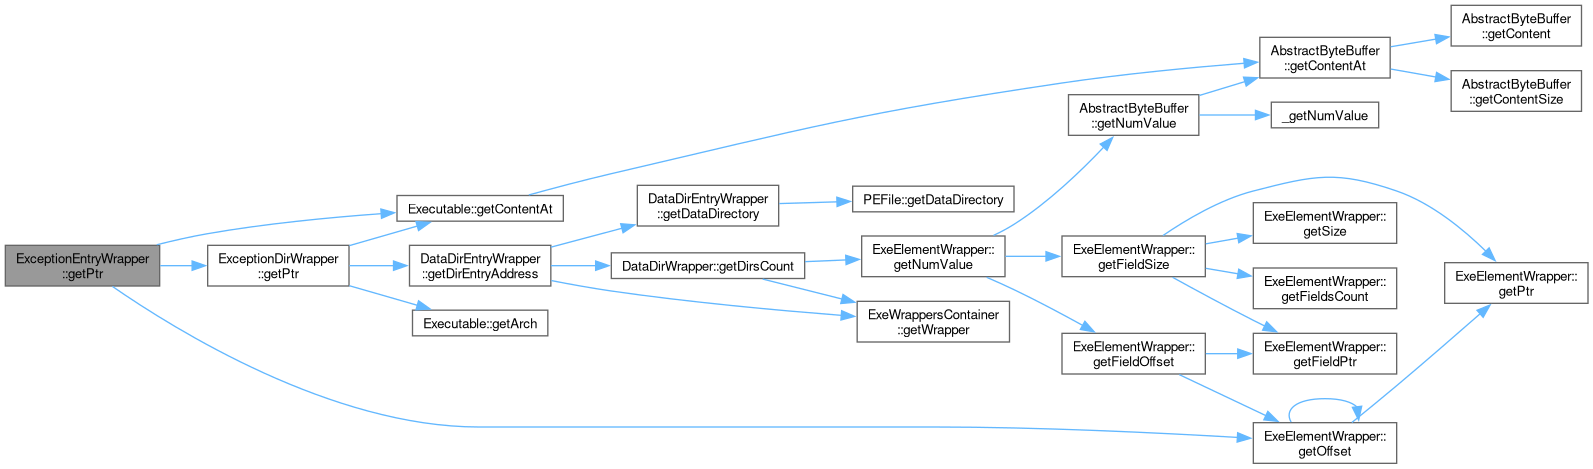 ExceptionEntryWrapper
::getPtr
ExceptionDirWrapper
::getPtr
Executable::getContentAt
DataDirEntryWrapper
::getDirEntryAddress
Executable::getArch
DataDirEntryWrapper
::getDataDirectory
DataDirWrapper::getDirsCount
PEFile::getDataDirectory
ExeElementWrapper::
getNumValue
ExeWrappersContainer
::getWrapper
AbstractByteBuffer
::getNumValue
ExeElementWrapper::
getFieldSize
ExeElementWrapper::
getFieldOffset
AbstractByteBuffer
::getContentAt
_getNumValue
ExeElementWrapper::
getSize
ExeElementWrapper::
getFieldsCount
ExeElementWrapper::
getFieldPtr
ExeElementWrapper::
getOffset
AbstractByteBuffer
::getContent
AbstractByteBuffer
::getContentSize
ExeElementWrapper::
getPtr